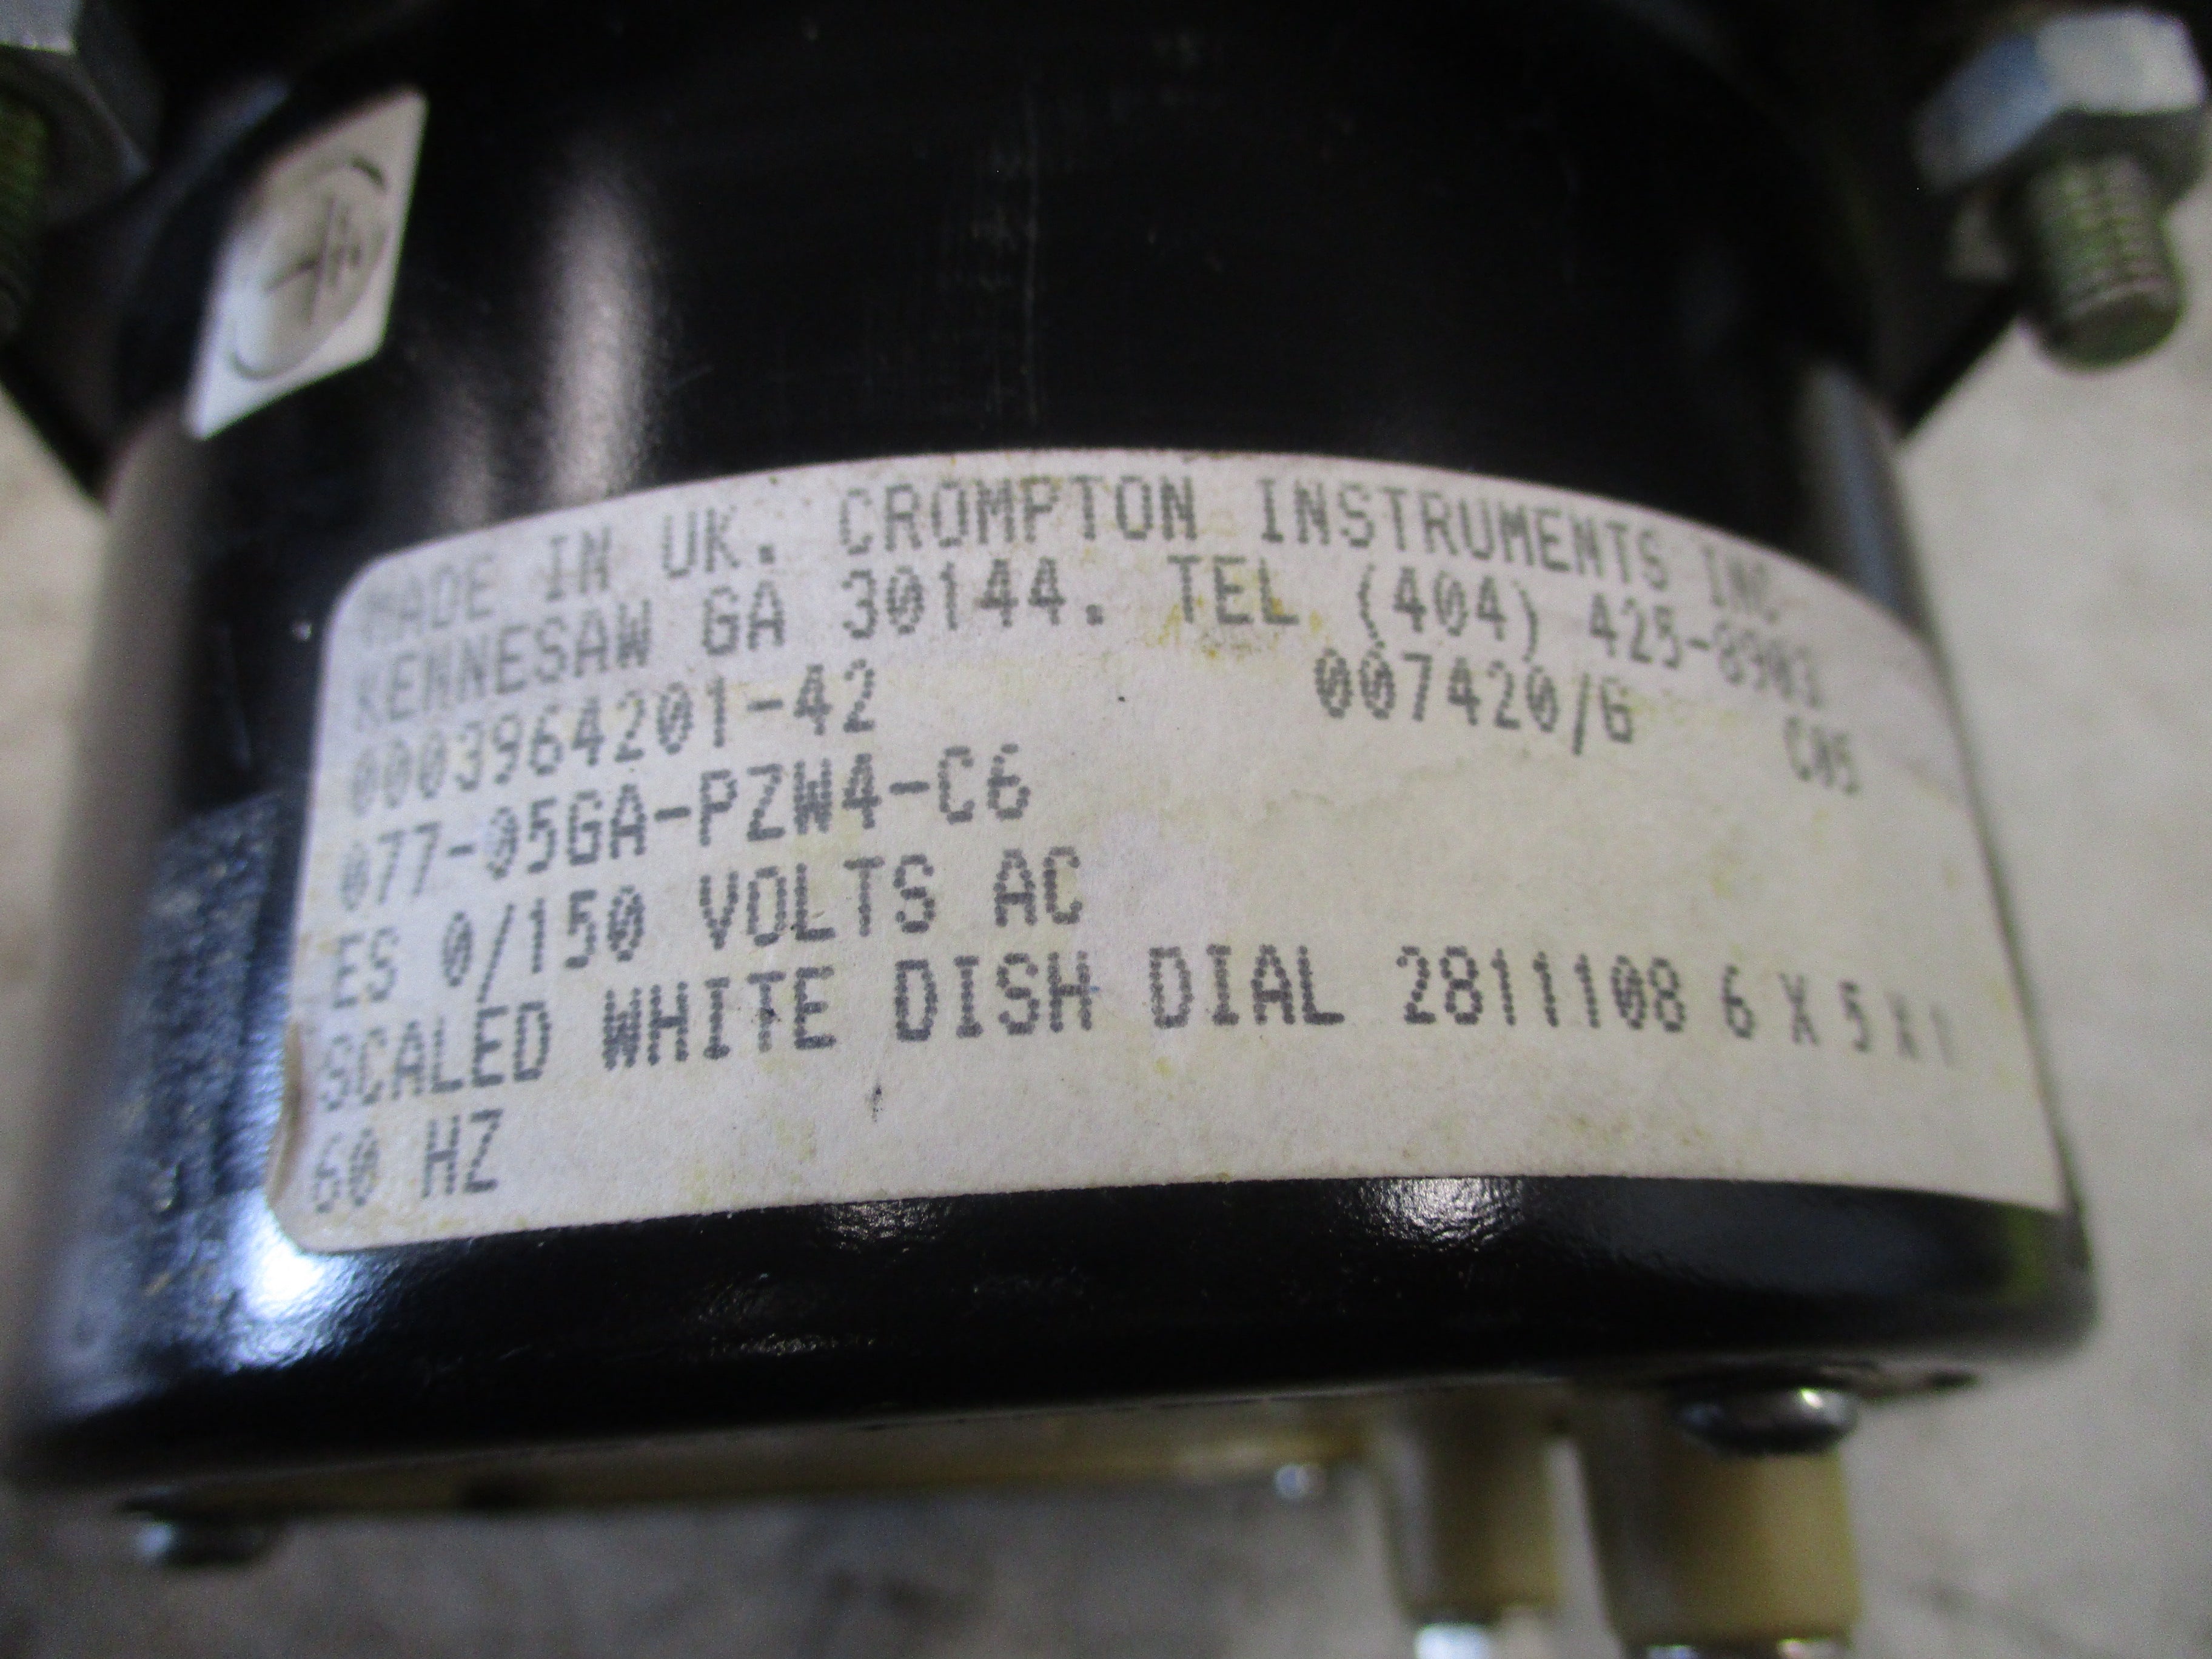 MADE IN UK. CROMPTON INSTRUMENTS INC
KENNESAW GA 30144. TEL (404) 425-8903
0003964201-42 007420/G C05
077-05GA-PZW4-C6
ES 0/150 VOLTS AC
SCALED WHITE DISH DIAL 2811108 6 X 5 X 1
60 HZ